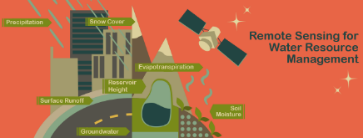 Precipitation
Snow Cover
Remote Sensing for
Water Resource
Management
Evapotranspiration
Reservoir
Height
Surface Runoff
Soil
Moisture
Groundwater